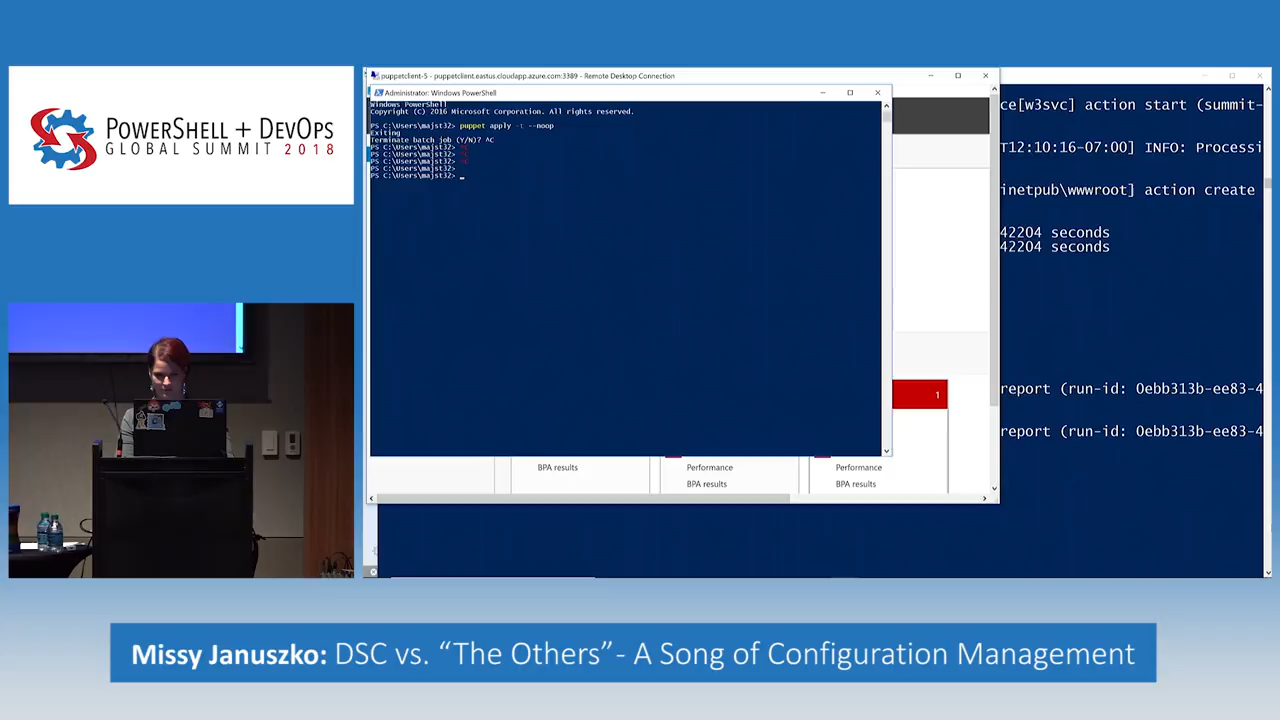 PowerShell + DevOps
GLOBAL SUMMIT 2018
puppetclient-5 - puppetclient.eastus.cloudapp.azure.com:3389 - Remote Desktop Connection
Administrator: Windows PowerShell
Windows PowerShell
Copyright (C) 2016 Microsoft Corporation. All rights reserved.
PS C:\Users\majst32> puppet apply -t --noop
Exiting
Terminate batch job (Y/N)? ^C
PS C:\Users\majst32>
PS C:\Users\majst32>
PS C:\Users\majst32>
PS C:\Users\majst32>
PS C:\Users\majst32> _
ce[w3svc] action start (summit-
T12:10:16-07:00] INFO: Processi
inetpub\wwwroot] action create
42204 seconds
42204 seconds
report (run-id: 0ebb313b-ee83-4
report (run-id: 0ebb313b-ee83-4
1
BPA results
Performance
BPA results
Performance
BPA results
Missy Januszko: DSC vs. “The Others”- A Song of Configuration Management